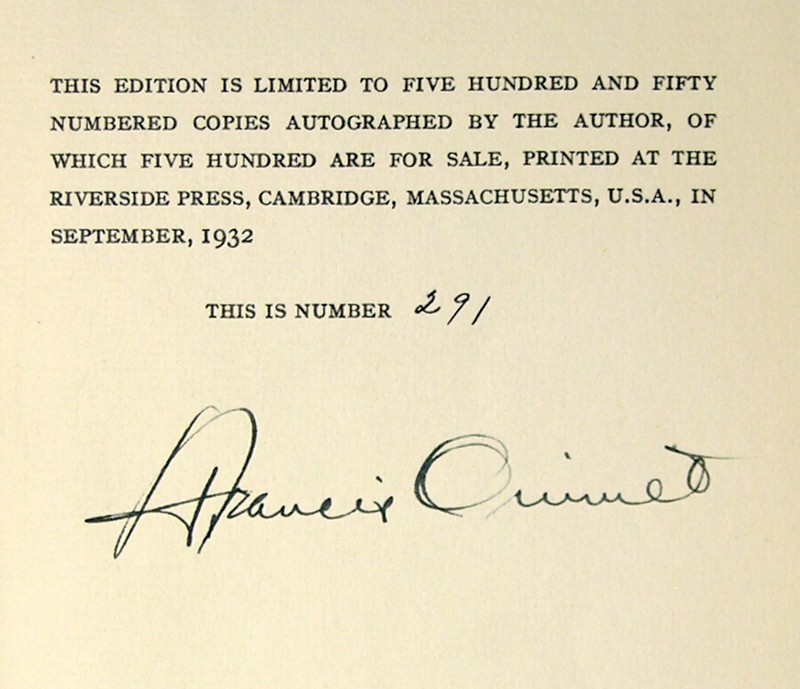 THIS EDITION IS LIMITED TO FIVE HUNDRED AND FIFTY
NUMBERED COPIES AUTOGRAPHED BY THE AUTHOR, OF
WHICH FIVE HUNDRED ARE FOR SALE, PRINTED AT THE
RIVERSIDE PRESS, CAMBRIDGE, MASSACHUSETTS, U.S.A., IN
SEPTEMBER, 1932
THIS IS NUMBER 291
Francis Ouimet